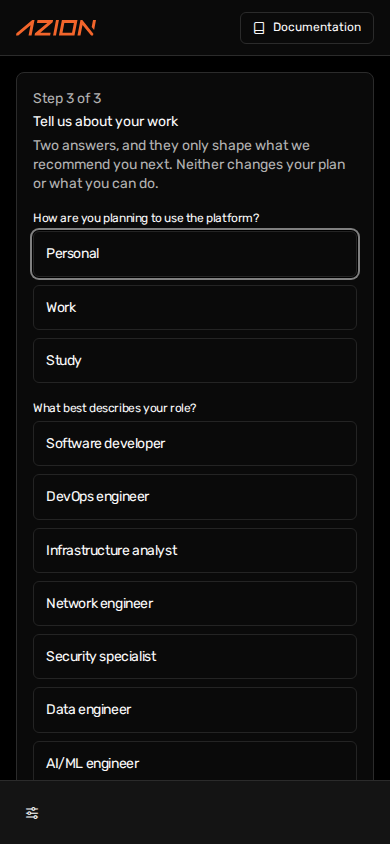 AZION
Documentation
Step 3 of 3
Tell us about your work
Two answers, and they only shape what we
recommend you next. Neither changes your plan
or what you can do.
How are you planning to use the platform?
Personal
Work
Study
What best describes your role?
Software developer
DevOps engineer
Infrastructure analyst
Network engineer
Security specialist
Data engineer
AI/ML engineer